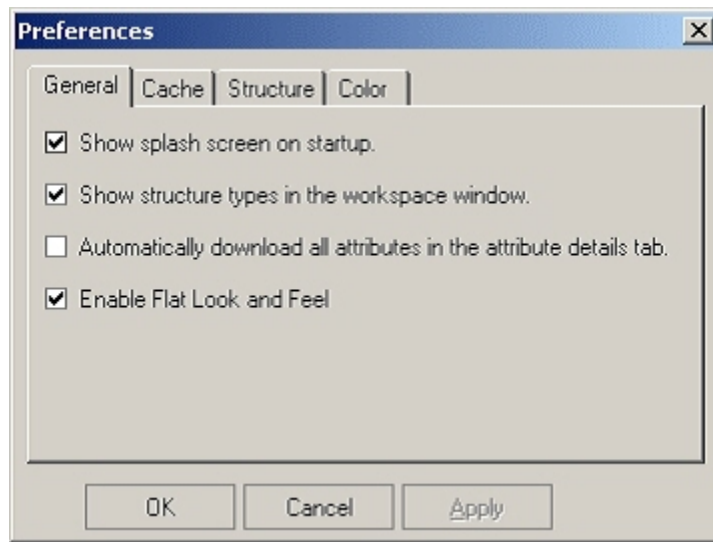 Preferences
General Cache Structure Color
Show splash screen on startup.
Show structure types in the workspace window.
Automatically download all attributes in the attribute details tab.
Enable Flat Look and Feel
OK Cancel Apply